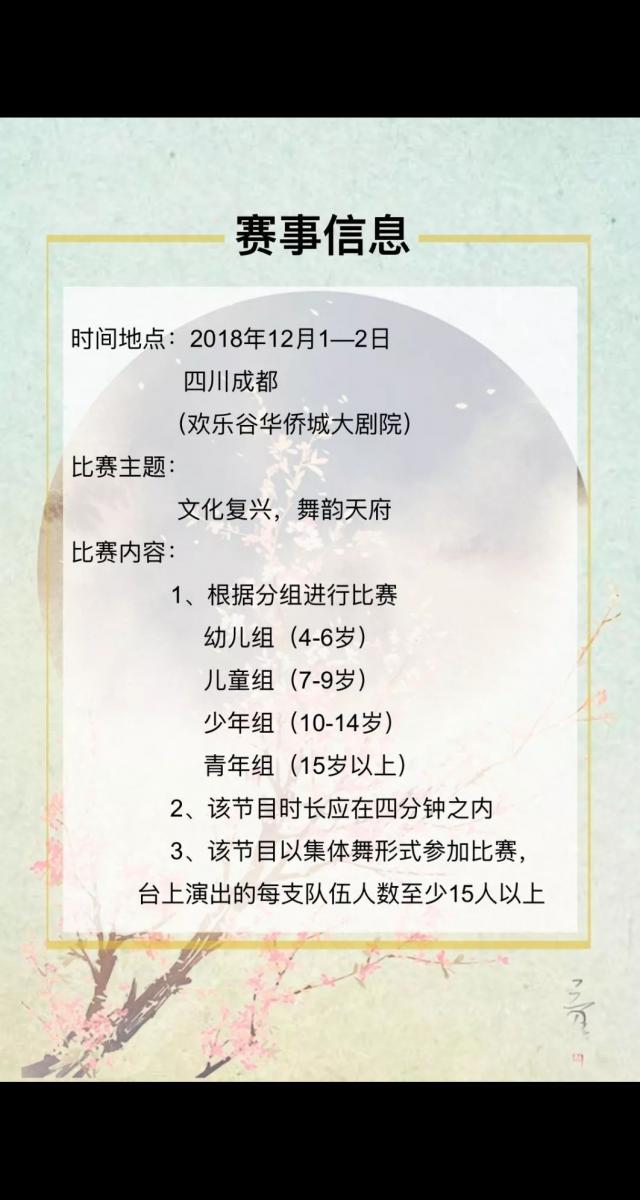 赛事信息
时间地点：2018年12月1—2日
四川成都
（欢乐谷华侨城大剧院）
比赛主题：
文化复兴，舞韵天府
比赛内容：
1、根据分组进行比赛
幼儿组（4-6岁）
儿童组（7-9岁）
少年组（10-14岁）
青年组（15岁以上）
2、该节目时长应在四分钟之内
3、该节目以集体舞形式参加比赛，
台上演出的每支队伍人数至少15人以上